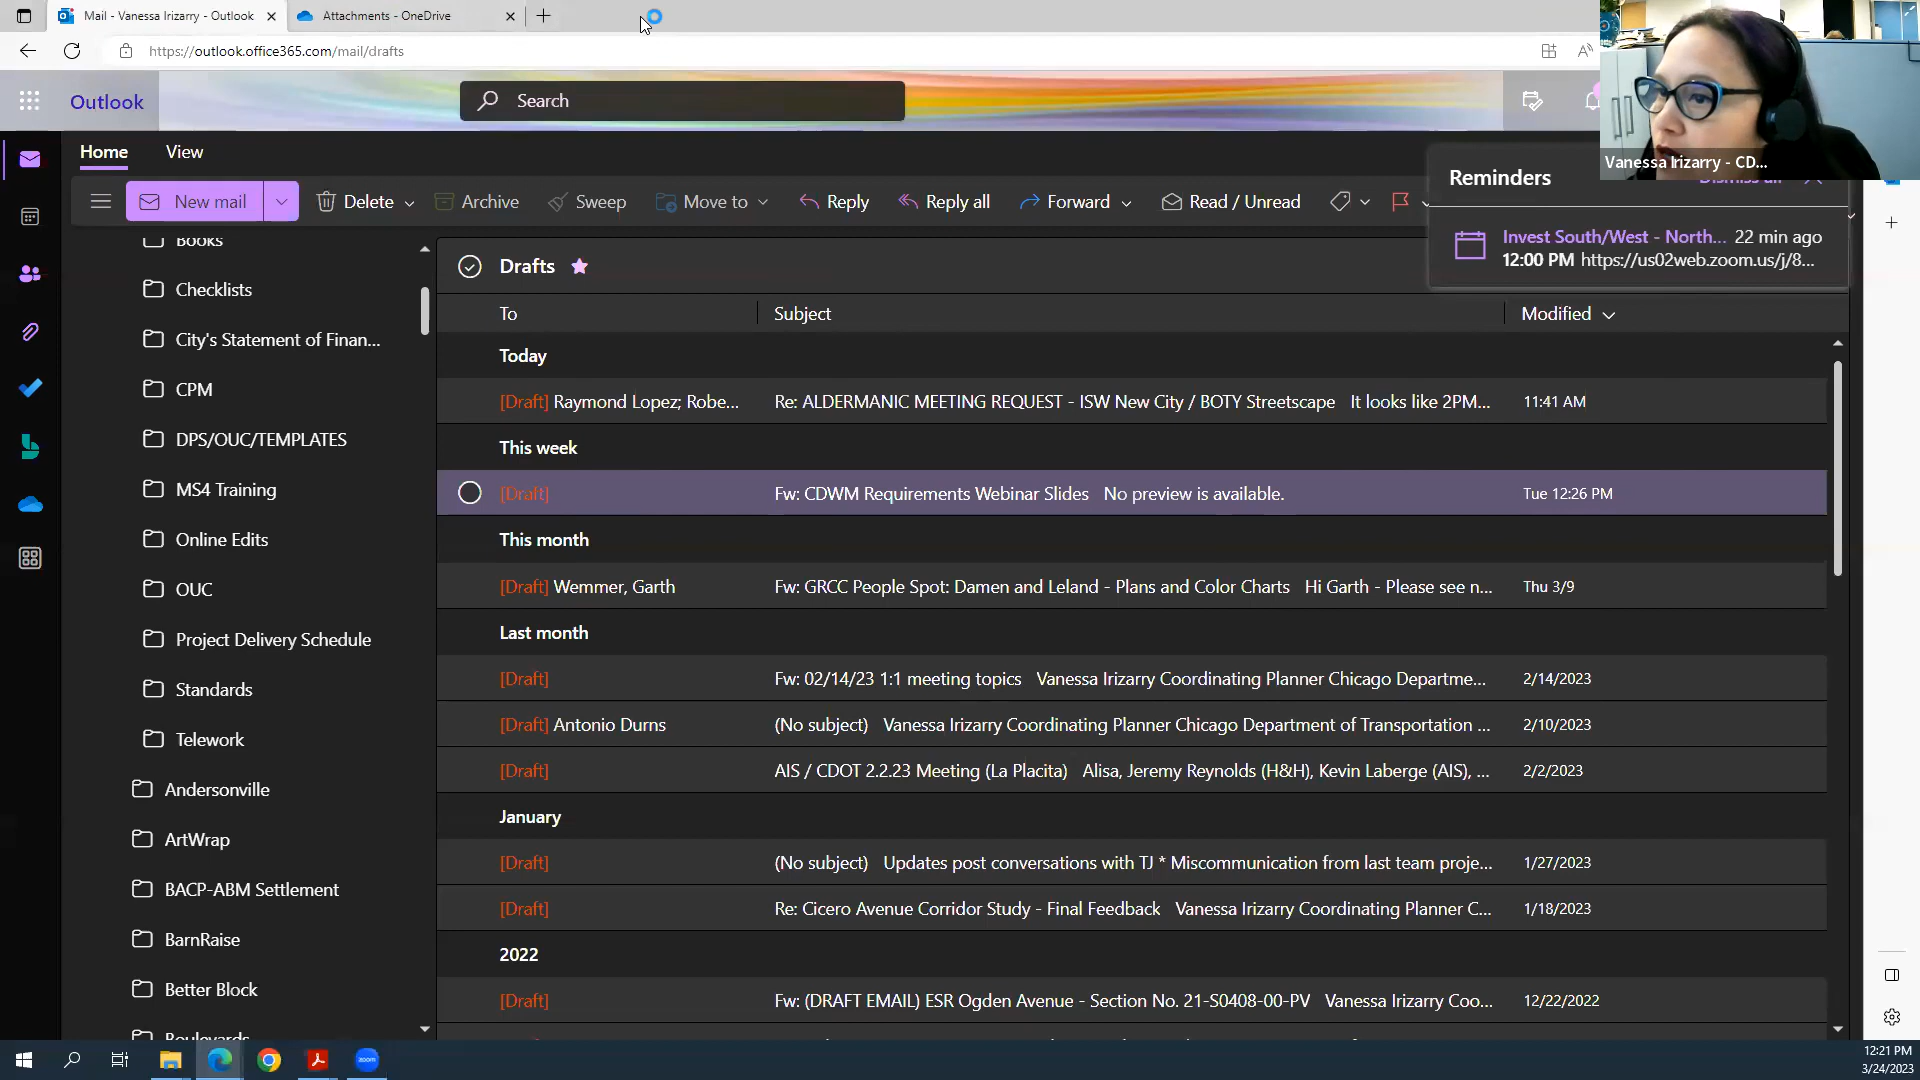 Mail - Vanessa Irizarry - Outlook
Attachments - OneDrive
https://outlook.office365.com/mail/drafts
Outlook
Search
Vanessa Irizarry - CD...
Home
View
Reminders
New mail
Delete
Archive
Sweep
Move to
Reply
Reply all
Forward
Read / Unread
Invest South/West - North... 22 min ago
12:00 PM https://us02web.zoom.us/j/8...
Books
Checklists
City's Statement of Finan...
CPM
DPS/OUC/TEMPLATES
MS4 Training
Online Edits
OUC
Project Delivery Schedule
Standards
Telework
Andersonville
ArtWrap
BACP-ABM Settlement
BarnRaise
Better Block
Boulevards
Drafts
To Subject Modified
Today
[Draft] Raymond Lopez; Robe... Re: ALDERMANIC MEETING REQUEST - ISW New City / BOTY Streetscape It looks like 2PM... 11:41 AM
This week
[Draft] Fw: CDWM Requirements Webinar Slides No preview is available. Tue 12:26 PM
This month
[Draft] Wemmer, Garth Fw: GRCC People Spot: Damen and Leland - Plans and Color Charts Hi Garth - Please see n... Thu 3/9
Last month
[Draft] Fw: 02/14/23 1:1 meeting topics Vanessa Irizarry Coordinating Planner Chicago Departme... 2/14/2023
[Draft] Antonio Durns (No subject) Vanessa Irizarry Coordinating Planner Chicago Department of Transportation ... 2/10/2023
[Draft] AIS / CDOT 2.2.23 Meeting (La Placita) Alisa, Jeremy Reynolds (H&H), Kevin Laberge (AIS), ... 2/2/2023
January
[Draft] (No subject) Updates post conversations with TJ * Miscommunication from last team proje... 1/27/2023
[Draft] Re: Cicero Avenue Corridor Study - Final Feedback Vanessa Irizarry Coordinating Planner C... 1/18/2023
2022
[Draft] Fw: (DRAFT EMAIL) ESR Ogden Avenue - Section No. 21-S0408-00-PV Vanessa Irizarry Coo... 12/22/2022
zoom
12:21 PM
3/24/2023